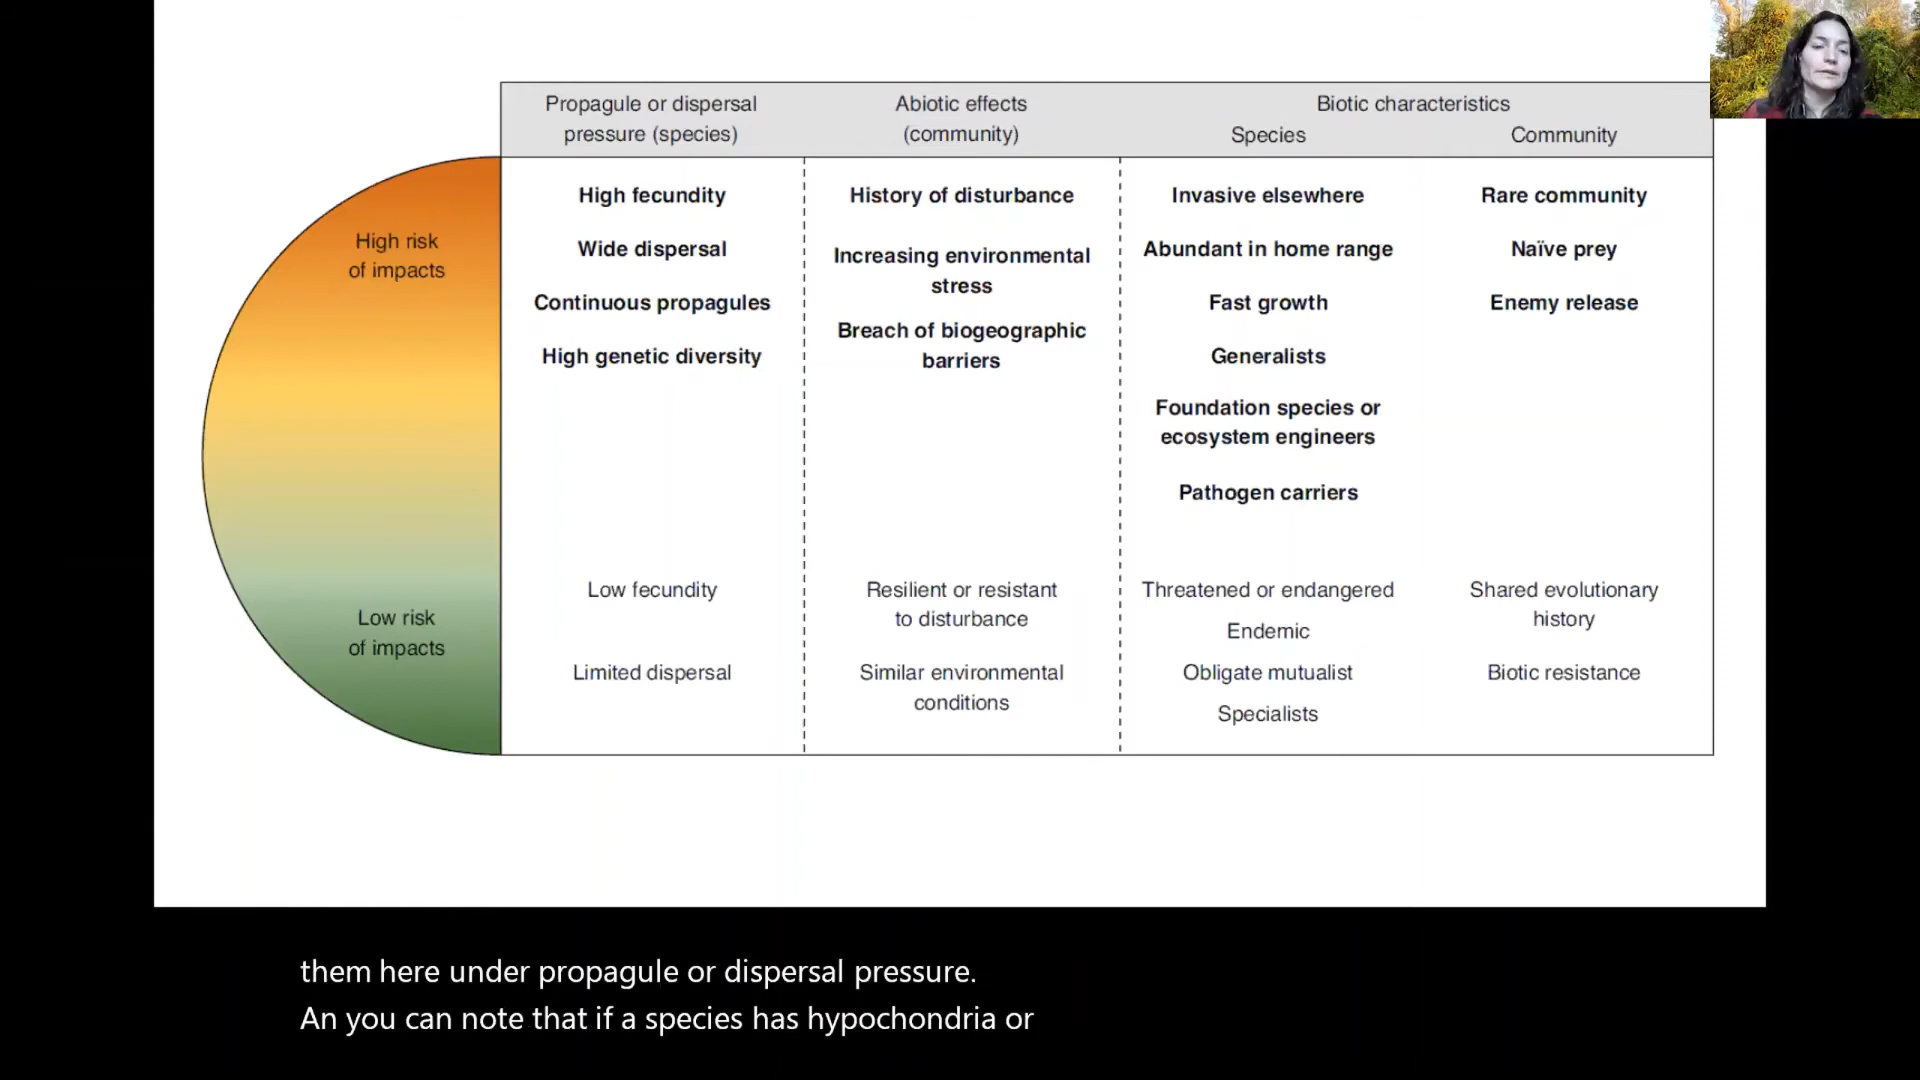 Propagule or dispersal
pressure (species)
Abiotic effects
(community)
Biotic characteristics
Species
Community
High risk
of impacts
High fecundity
Wide dispersal
Continuous propagules
High genetic diversity
History of disturbance
Increasing environmental
stress
Breach of biogeographic
barriers
Invasive elsewhere
Abundant in home range
Fast growth
Generalists
Foundation species or
ecosystem engineers
Pathogen carriers
Rare community
Naïve prey
Enemy release
Low risk
of impacts
Low fecundity
Limited dispersal
Resilient or resistant
to disturbance
Similar environmental
conditions
Threatened or endangered
Endemic
Obligate mutualist
Specialists
Shared evolutionary
history
Biotic resistance
them here under propagule or dispersal pressure.
An you can note that if a species has hypochondria or